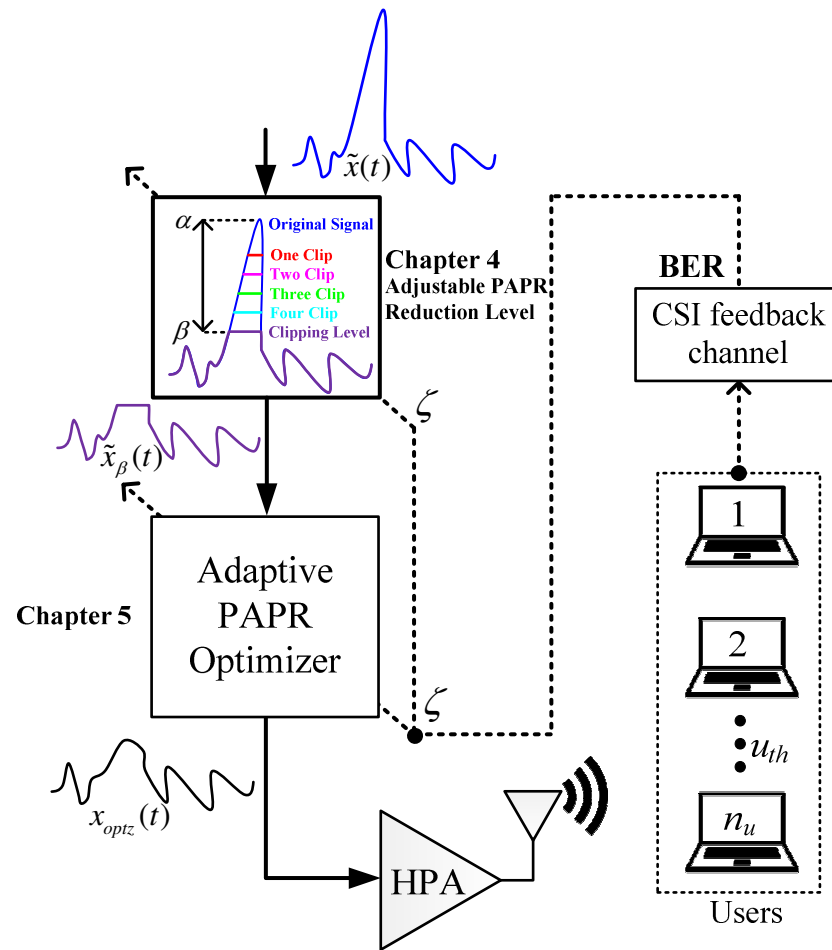 x̃(t)
α
Original Signal
One Clip
Two Clip
Three Clip
Four Clip
β
Clipping Level
Chapter 4
Adjustable PAPR
Reduction Level
BER
CSI feedback
channel
ζ
x̃β(t)
Adaptive
PAPR
Optimizer
Chapter 5
ζ
1
2
uth
nu
Users
xoptz(t)
HPA